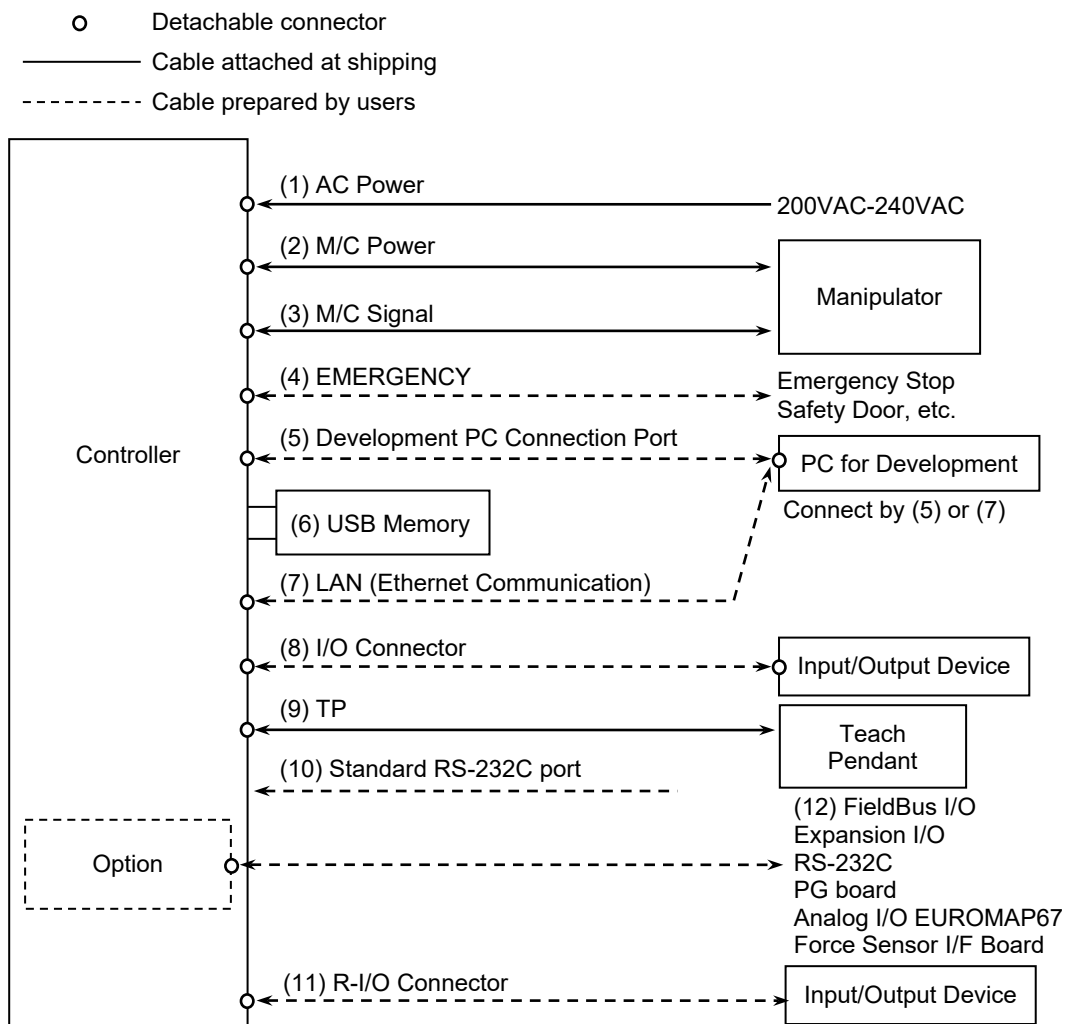 Detachable connector
Cable attached at shipping
Cable prepared by users
(1) AC Power
200VAC-240VAC
(2) M/C Power
Manipulator
(3) M/C Signal
(4) EMERGENCY
Emergency Stop
Safety Door, etc.
Controller
(5) Development PC Connection Port
PC for Development
Connect by (5) or (7)
(6) USB Memory
(7) LAN (Ethernet Communication)
(8) I/O Connector
Input/Output Device
(9) TP
Teach
Pendant
(10) Standard RS-232C port
Option
(12) FieldBus I/O
Expansion I/O
RS-232C
PG board
Analog I/O EUROMAP67
Force Sensor I/F Board
(11) R-I/O Connector
Input/Output Device